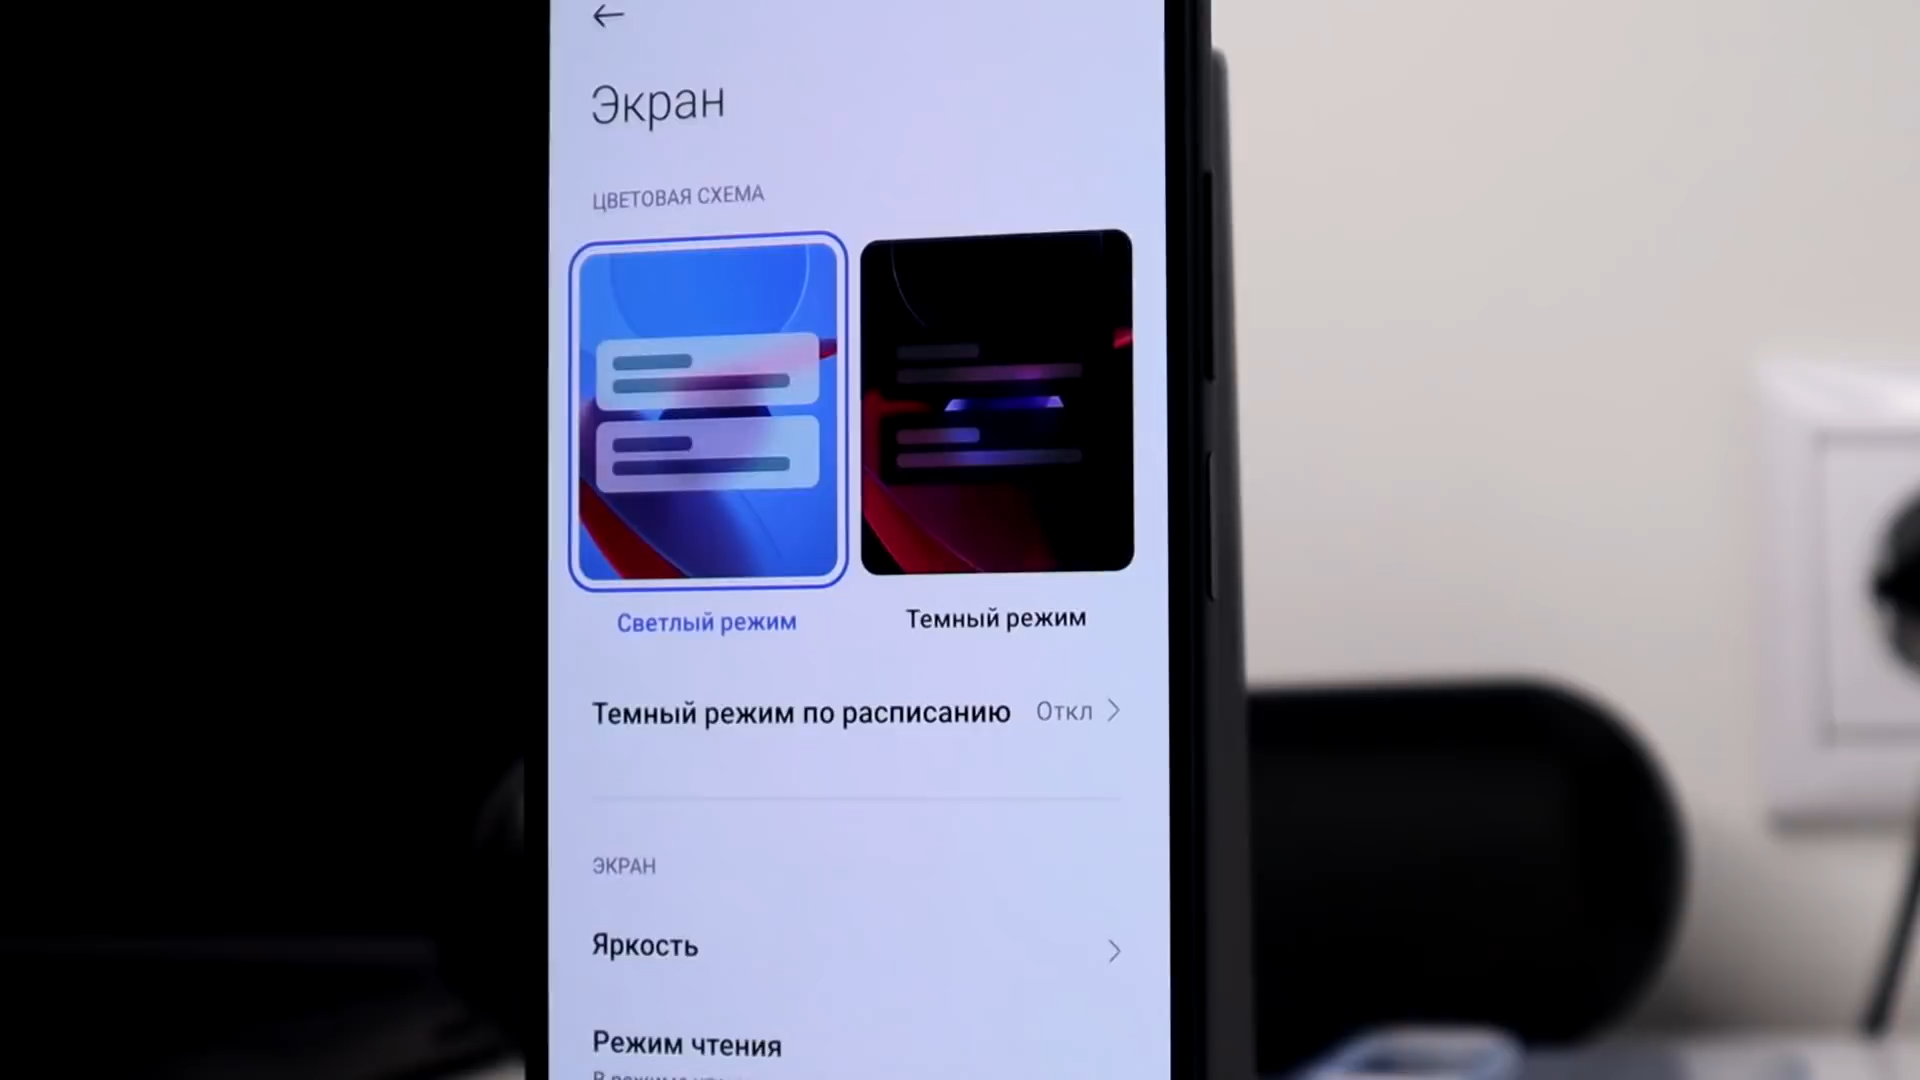 Экран
ЦВЕТОВАЯ СХЕМА
Светлый режим
Темный режим
Темный режим по расписанию Откл
ЭКРАН
Яркость
Режим чтения